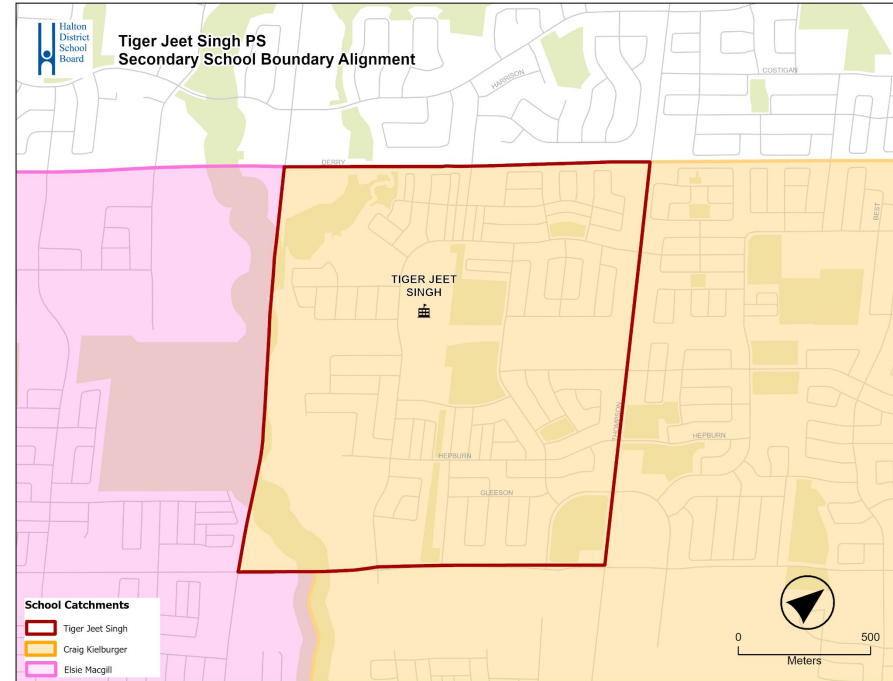 Halton
District
School
Board
Tiger Jeet Singh PS
Secondary School Boundary Alignment
HARRISON
COSTIGAN
DERRY
BEST
TIGER JEET
SINGH
THOMPSON
HEPBURN
HEPBURN
GLEESON
School Catchments
Tiger Jeet Singh
Craig Kielburger
Elsie Macgill
0 500
Meters